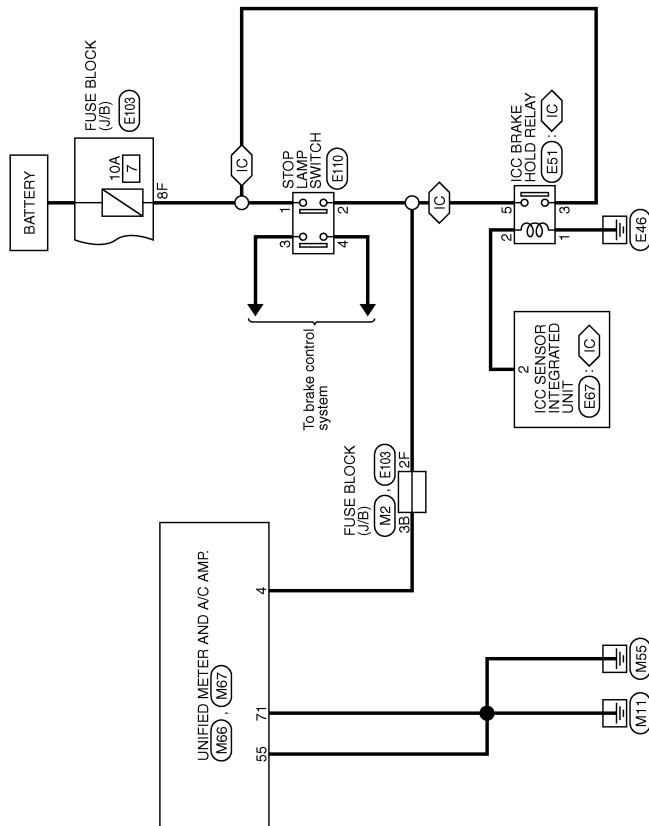 BATTERY
FUSE BLOCK
(J/B)
E103
10A
7
8F
IC
STOP
LAMP
SWITCH
E110
1
3
2
4
To brake control
system
IC
ICC BRAKE
HOLD RELAY
E51 : IC
5
2
3
1
E46
2
ICC SENSOR
INTEGRATED
UNIT
E67 : IC
FUSE BLOCK
(J/B)
M2 , E103
3B
2F
UNIFIED METER AND A/C AMP.
M66 , M67
4
71
55
M55
M11